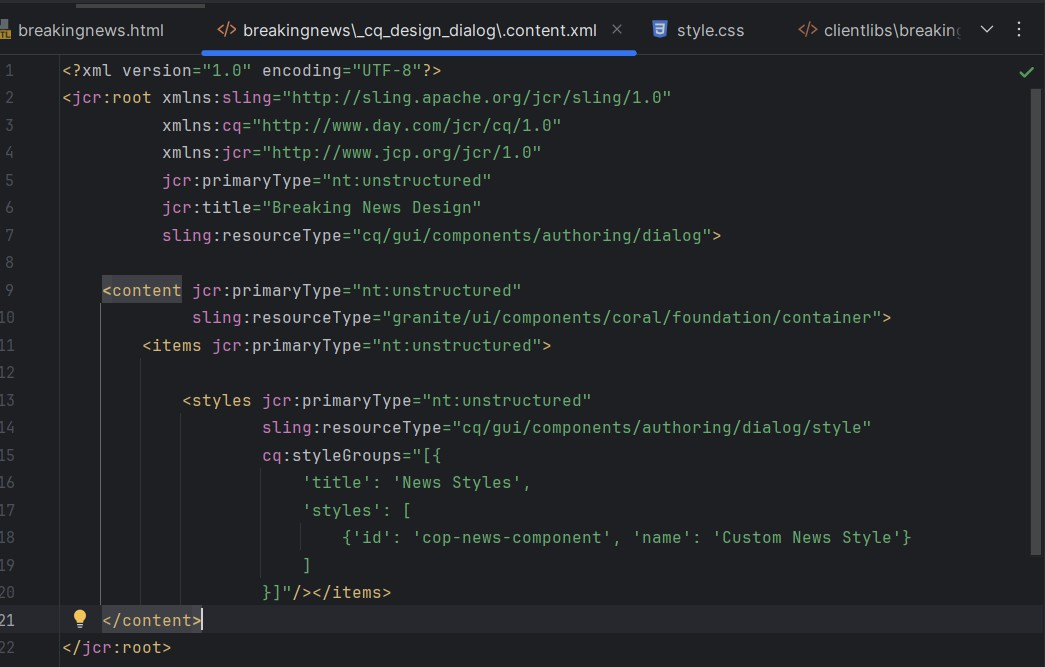 breakingnews.html
breakingnews\_cq_design_dialog\.content.xml
style.css
clientlibs\breaking
1 <?xml version="1.0" encoding="UTF-8"?>
2 <jcr:root xmlns:sling="http://sling.apache.org/jcr/sling/1.0"
3 xmlns:cq="http://www.day.com/jcr/cq/1.0"
4 xmlns:jcr="http://www.jcp.org/jcr/1.0"
5 jcr:primaryType="nt:unstructured"
6 jcr:title="Breaking News Design"
7 sling:resourceType="cq/gui/components/authoring/dialog">
8
9 <content jcr:primaryType="nt:unstructured"
10 sling:resourceType="granite/ui/components/coral/foundation/container">
11 <items jcr:primaryType="nt:unstructured">
12
13 <styles jcr:primaryType="nt:unstructured"
14 sling:resourceType="cq/gui/components/authoring/dialog/style"
15 cq:styleGroups="[{
16 'title': 'News Styles',
17 'styles': [
18 {'id': 'cop-news-component', 'name': 'Custom News Style'}
19 ]
20 }]"/></items>
21 </content>
22 </jcr:root>